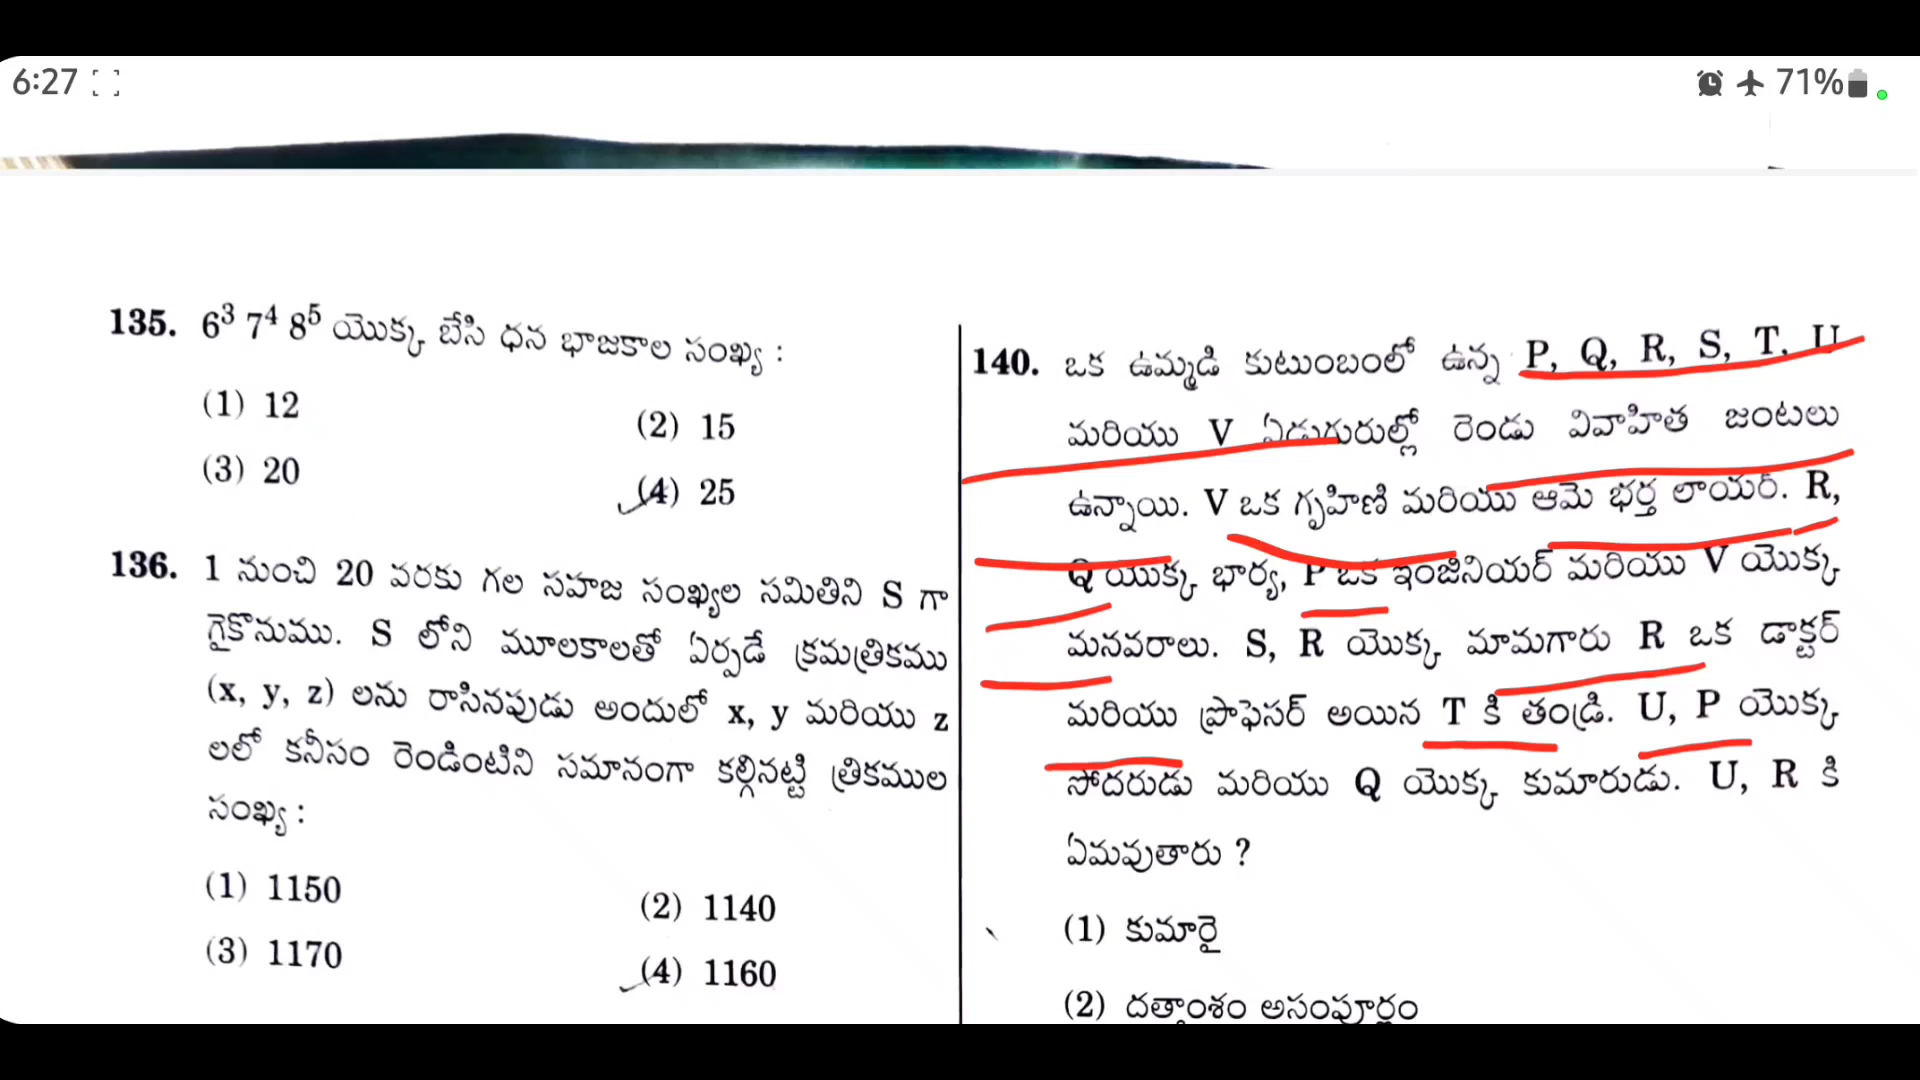 6:27
71%
135. 6³ 7⁴ 8⁵ యొక్క బేసి ధన భాజకాల సంఖ్య :
(1) 12
(2) 15
(3) 20
(4) 25
136. 1 నుంచి 20 వరకు గల సహజ సంఖ్యల సమితిని S గా
గైకొనుము. S లోని మూలకాలతో ఏర్పడే క్రమత్రికము
(x, y, z) లను రాసినపుడు అందులో x, y మరియు z
లలో కనీసం రెండింటిని సమానంగా కల్గినట్టి త్రికముల
సంఖ్య :
(1) 1150
(2) 1140
(3) 1170
(4) 1160
140. ఒక ఉమ్మడి కుటుంబంలో ఉన్న P, Q, R, S, T, U
మరియు V ఏడుగురుల్లో రెండు వివాహిత జంటలు
ఉన్నాయి. V ఒక గృహిణి మరియు ఆమె భర్త లాయర్. R,
Q యొక్క భార్య, P ఒక ఇంజినియర్ మరియు V యొక్క
మనవరాలు. S, R యొక్క మామగారు R ఒక డాక్టర్
మరియు ప్రొఫెసర్ అయిన T కి తండ్రి. U, P యొక్క
సోదరుడు మరియు Q యొక్క కుమారుడు. U, R కి
ఏమవుతారు ?
(1) కుమారై
(2) దత్తాంశం అసంపూర్ణం